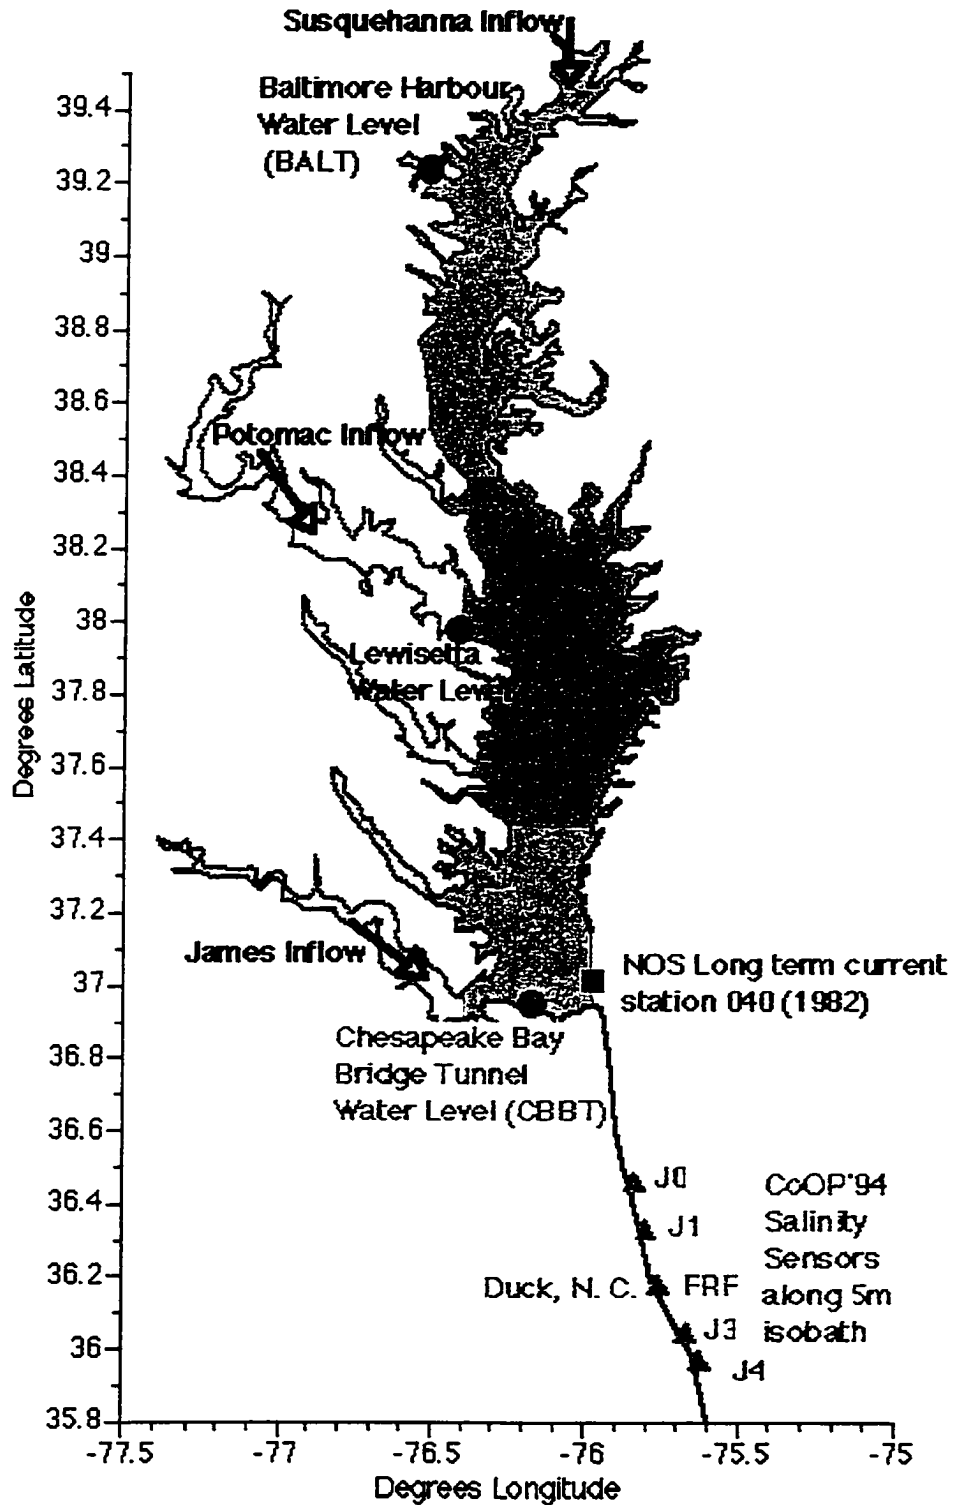 Susquehanna Inflow
Baltimore Harbour
Water Level
(BALT)
39.4
39.2
39
38.8
38.6
Potomac Inflow
38.4
38.2
38
Lewisetta
Water Level
37.8
37.6
37.4
37.2
James Inflow
37
NOS Long term current
station 040 (1982)
Chesapeake Bay
Bridge Tunnel
Water Level (CBBT)
36.8
36.6
36.4
36.2
36
35.8
J0
J1
Duck, N. C.
FRF
J3
J4
CoOP'94
Salinity
Sensors
along 5m
isobath
Degrees Latitude
-77.5
-77
-76.5
-76
-75.5
-75
Degrees Longitude